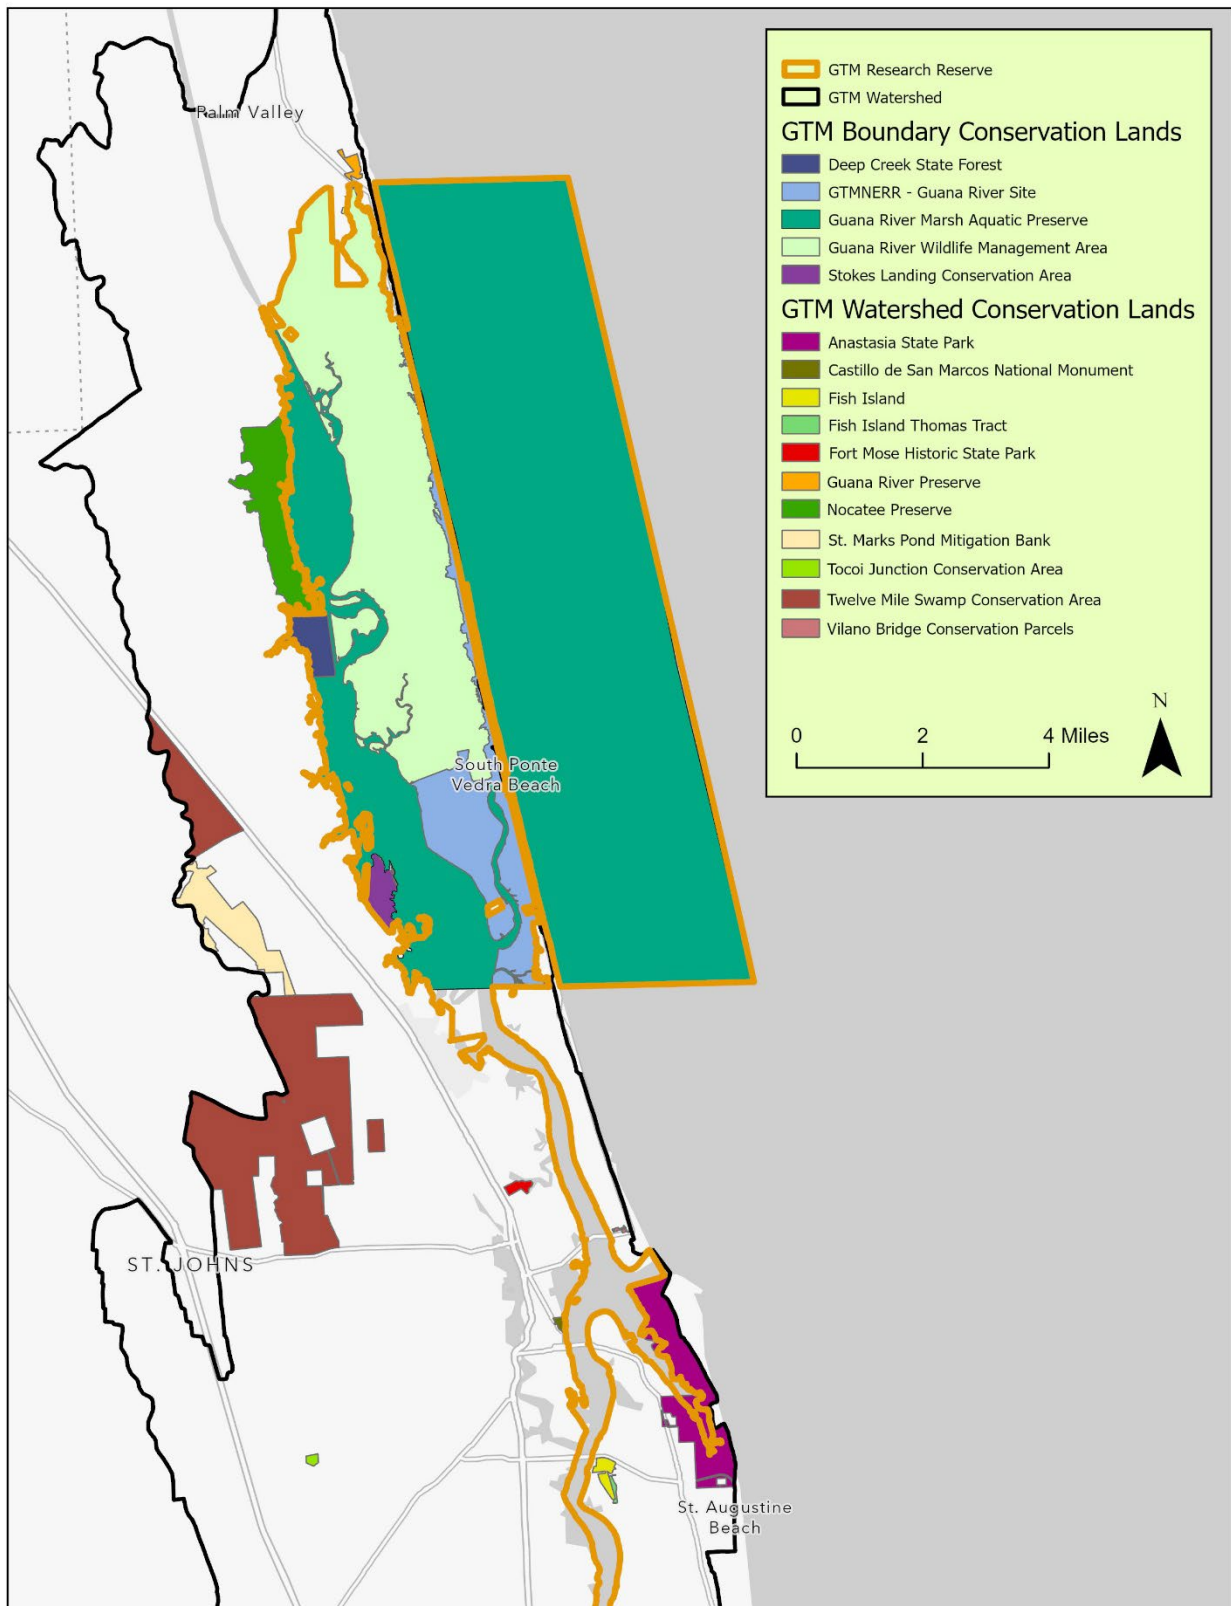 GTM Research Reserve
GTM Watershed
GTM Boundary Conservation Lands
Deep Creek State Forest
GTMNERR - Guana River Site
Guana River Marsh Aquatic Preserve
Guana River Wildlife Management Area
Stokes Landing Conservation Area
GTM Watershed Conservation Lands
Anastasia State Park
Castillo de San Marcos National Monument
Fish Island
Fish Island Thomas Tract
Fort Mose Historic State Park
Guana River Preserve
Nocatee Preserve
St. Marks Pond Mitigation Bank
Tocoi Junction Conservation Area
Twelve Mile Swamp Conservation Area
Vilano Bridge Conservation Parcels
N
0 2 4 Miles
Palm Valley
South Ponte
Vedra Beach
ST. JOHNS
St. Augustine
Beach